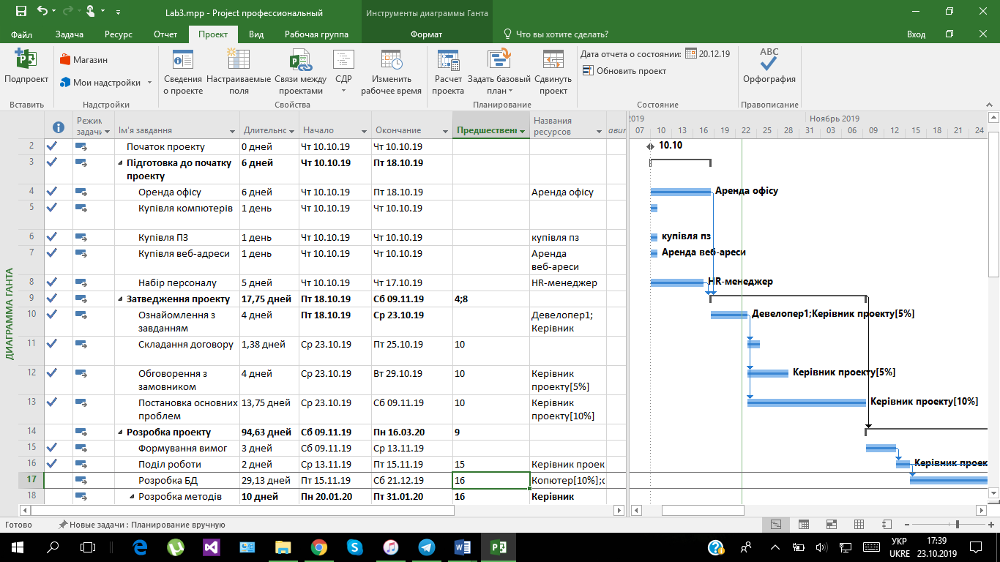 Lab3.mpp - Project профессиональный
Инструменты диаграммы Ганта
Файл Задача Ресурс Отчет Проект Вид Рабочая группа Формат Что вы хотите сделать? Вход
Подпроект
Магазин
Мои надстройки
Сведения о проекте
Настраиваемые поля
Связи между проектами
СДР
Изменить рабочее время
Расчет проекта
Задать базовый план
Сдвинуть проект
Дата отчета о состоянии: 20.12.19
Обновить проект
ABC
Орфография
Вставить Надстройки Свойства Планирование Состояние Правописание
Режим задачи Ім'я завдання Длительнс Начало Окончание Предшественн Названия ресурсов
2019 Ноябрь 2019
07 10 13 16 19 22 25 28 31 03 06 09 12 15 18 21 24
ДИАГРАММА ГАНТА
2 Початок проекту 0 дней Чт 10.10.19 Чт 10.10.19 10.10
3 Підготовка до початку проекту 6 дней Чт 10.10.19 Пт 18.10.19
4 Оренда офісу 6 дней Чт 10.10.19 Пт 18.10.19 Аренда офісу Аренда офісу
5 Купівля компютерів 1 день Чт 10.10.19 Чт 10.10.19
6 Купівля ПЗ 1 день Чт 10.10.19 Чт 10.10.19 купівля пз купівля пз
7 Купівля веб-адреси 1 день Чт 10.10.19 Чт 10.10.19 Аренда веб-ареси Аренда веб-ареси
8 Набір персоналу 5 дней Чт 10.10.19 Чт 17.10.19 HR-менеджер HR-менеджер
9 Затведження проекту 17,75 дней Пт 18.10.19 Сб 09.11.19 4;8
10 Ознайомлення з завданням 4 дней Пт 18.10.19 Ср 23.10.19 Девелопер1; Керівник Девелопер1;Керівник проекту[5%]
11 Складання договору 1,38 дней Ср 23.10.19 Пт 25.10.19 10
12 Обговорення з замовником 4 дней Ср 23.10.19 Вт 29.10.19 10 Керівник проекту[5%] Керівник проекту[5%]
13 Постановка основних проблем 13,75 дней Ср 23.10.19 Сб 09.11.19 10 Керівник проекту[10%] Керівник проекту[10%]
14 Розробка проекту 94,63 дней Сб 09.11.19 Пн 16.03.20 9
15 Формування вимог 3 дней Сб 09.11.19 Ср 13.11.19
16 Поділ роботи 2 дней Ср 13.11.19 Пт 15.11.19 15 Керівник проек Керівник проек
17 Розробка БД 29,13 дней Пт 15.11.19 Сб 21.12.19 16 Копютер[10%];с
18 Розробка методів 10 дней Пн 20.01.20 Пт 31.01.20 16 Керівник
Готово Новые задачи : Планирование вручную
УКР 17:39
UKRE 23.10.2019